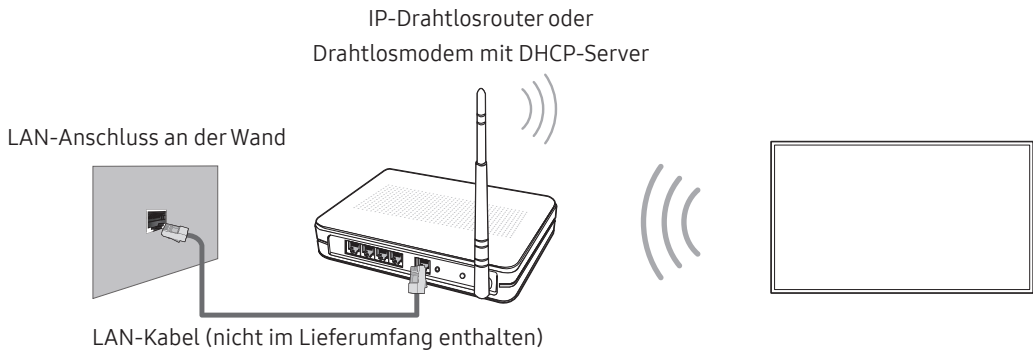 IP-Drahtlosrouter oder
Drahtlosmodem mit DHCP-Server
LAN-Anschluss an der Wand
LAN-Kabel (nicht im Lieferumfang enthalten)